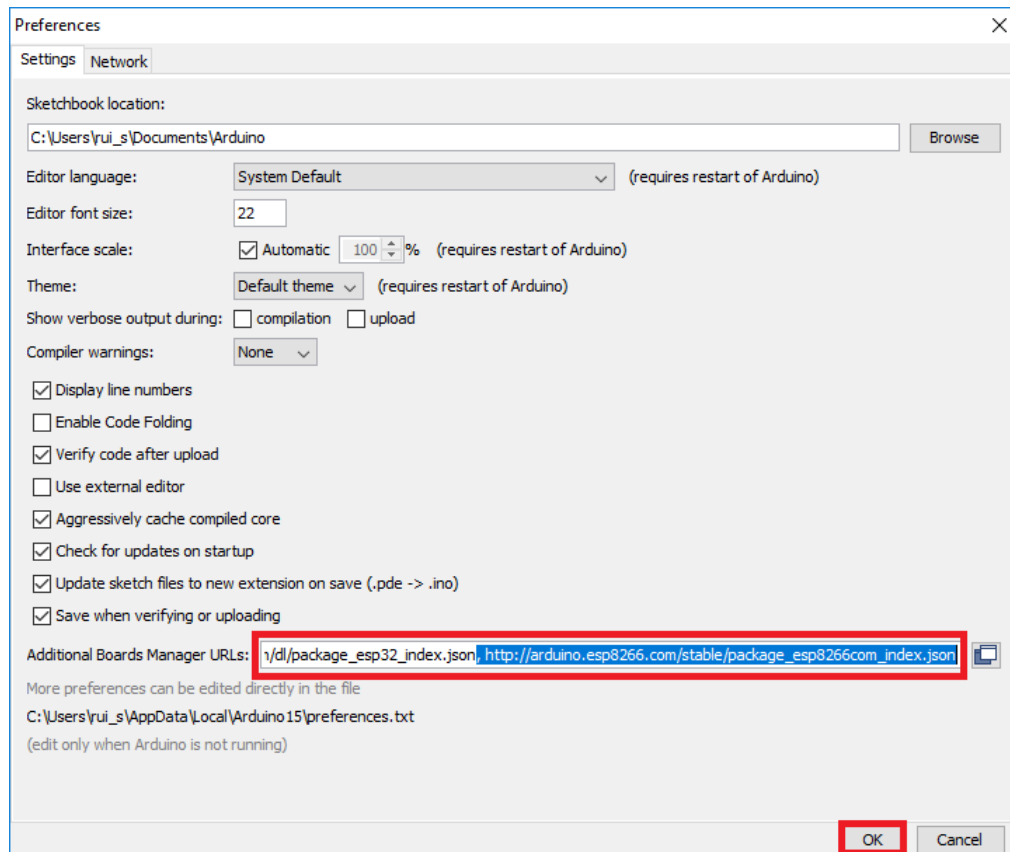 Preferences
Settings Network
Sketchbook location:
C:\Users\rui_s\Documents\Arduino Browse
Editor language: System Default (requires restart of Arduino)
Editor font size: 22
Interface scale: Automatic 100 % (requires restart of Arduino)
Theme: Default theme (requires restart of Arduino)
Show verbose output during: compilation upload
Compiler warnings: None
Display line numbers
Enable Code Folding
Verify code after upload
Use external editor
Aggressively cache compiled core
Check for updates on startup
Update sketch files to new extension on save (.pde -> .ino)
Save when verifying or uploading
Additional Boards Manager URLs: /dl/package_esp32_index.json, http://arduino.esp8266.com/stable/package_esp8266com_index.json
More preferences can be edited directly in the file
C:\Users\rui_s\AppData\Local\Arduino15\preferences.txt
(edit only when Arduino is not running)
OK Cancel